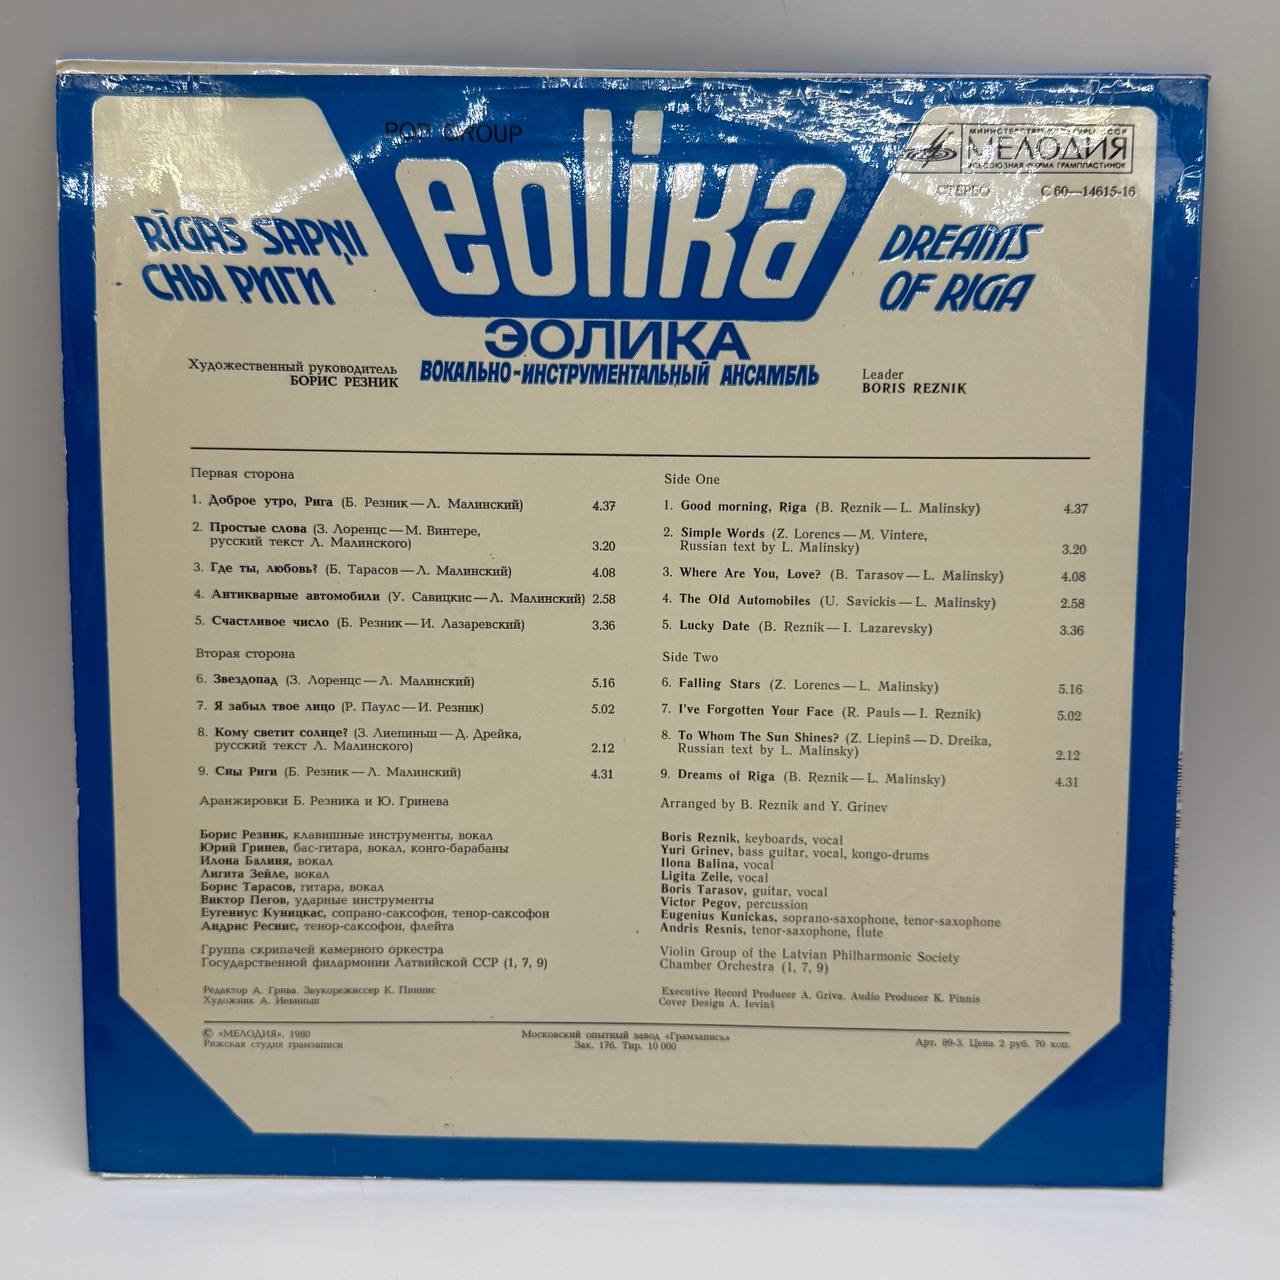 POP GROUP
eolika
МИНИСТЕРСТВО КУЛЬТУРЫ СССР
МЕЛОДИЯ
ВСЕСОЮЗНАЯ ФИРМА ГРАМПЛАСТИНОК
СТЕРЕО С 60—14615-16
RĪGAS SAPŅI
СНЫ РИГИ
DREAMS
OF RIGA
ЭОЛИКА
ВОКАЛЬНО-ИНСТРУМЕНТАЛЬНЫЙ АНСАМБЛЬ
Художественный руководитель
БОРИС РЕЗНИК
Leader
BORIS REZNIK
Первая сторона
1. Доброе утро, Рига (Б. Резник — Л. Малинский) 4.37
2. Простые слова (З. Лоренцс — М. Винтере,
русский текст Л. Малинского) 3.20
3. Где ты, любовь? (Б. Тарасов — Л. Малинский) 4.08
4. Антикварные автомобили (У. Савицкис — Л. Малинский) 2.58
5. Счастливое число (Б. Резник — И. Лазаревский) 3.36
Вторая сторона
6. Звездопад (З. Лоренцс — Л. Малинский) 5.16
7. Я забыл твое лицо (Р. Паулс — И. Резник) 5.02
8. Кому светит солнце? (З. Лиепиньш — Д. Дрейка,
русский текст Л. Малинского) 2.12
9. Сны Риги (Б. Резник — Л. Малинский) 4.31
Аранжировки Б. Резника и Ю. Гринева
Борис Резник, клавишные инструменты, вокал
Юрий Гринев, бас-гитара, вокал, конго-барабаны
Илона Балиня, вокал
Лигита Зейле, вокал
Борис Тарасов, гитара, вокал
Виктор Пегов, ударные инструменты
Еугениус Куницкас, сопрано-саксофон, тенор-саксофон
Андрис Реснис, тенор-саксофон, флейта
Группа скрипачей камерного оркестра
Государственной филармонии Латвийской ССР (1, 7, 9)
Редактор А. Грива. Звукорежиссер К. Пиннис
Художник А. Иевиньш
Side One
1. Good morning, Riga (B. Reznik — L. Malinsky) 4.37
2. Simple Words (Z. Lorencs — M. Vintere,
Russian text by L. Malinsky) 3.20
3. Where Are You, Love? (B. Tarasov — L. Malinsky) 4.08
4. The Old Automobiles (U. Savickis — L. Malinsky) 2.58
5. Lucky Date (B. Reznik — I. Lazarevsky) 3.36
Side Two
6. Falling Stars (Z. Lorencs — L. Malinsky) 5.16
7. I've Forgotten Your Face (R. Pauls — I. Reznik) 5.02
8. To Whom The Sun Shines? (Z. Liepinš — D. Dreika,
Russian text by L. Malinsky) 2.12
9. Dreams of Riga (B. Reznik — L. Malinsky) 4.31
Arranged by B. Reznik and Y. Grinev
Boris Reznik, keyboards, vocal
Yuri Grinev, bass guitar, vocal, kongo-drums
Ilona Balina, vocal
Ligita Zeile, vocal
Boris Tarasov, guitar, vocal
Victor Pegov, percussion
Eugenius Kunickas, soprano-saxophone, tenor-saxophone
Andris Resnis, tenor-saxophone, flute
Violin Group of the Latvian Philharmonic Society
Chamber Orchestra (1, 7, 9)
Executive Record Producer A. Griva. Audio Producer K. Pinnis
Cover Design A. Ievinš
© «МЕЛОДИЯ», 1980
Рижская студия грамзаписи
Московский опытный завод «Грамзапись»
Зак. 176. Тир. 10 000
Арт. 89-3. Цена 2 руб. 70 коп.